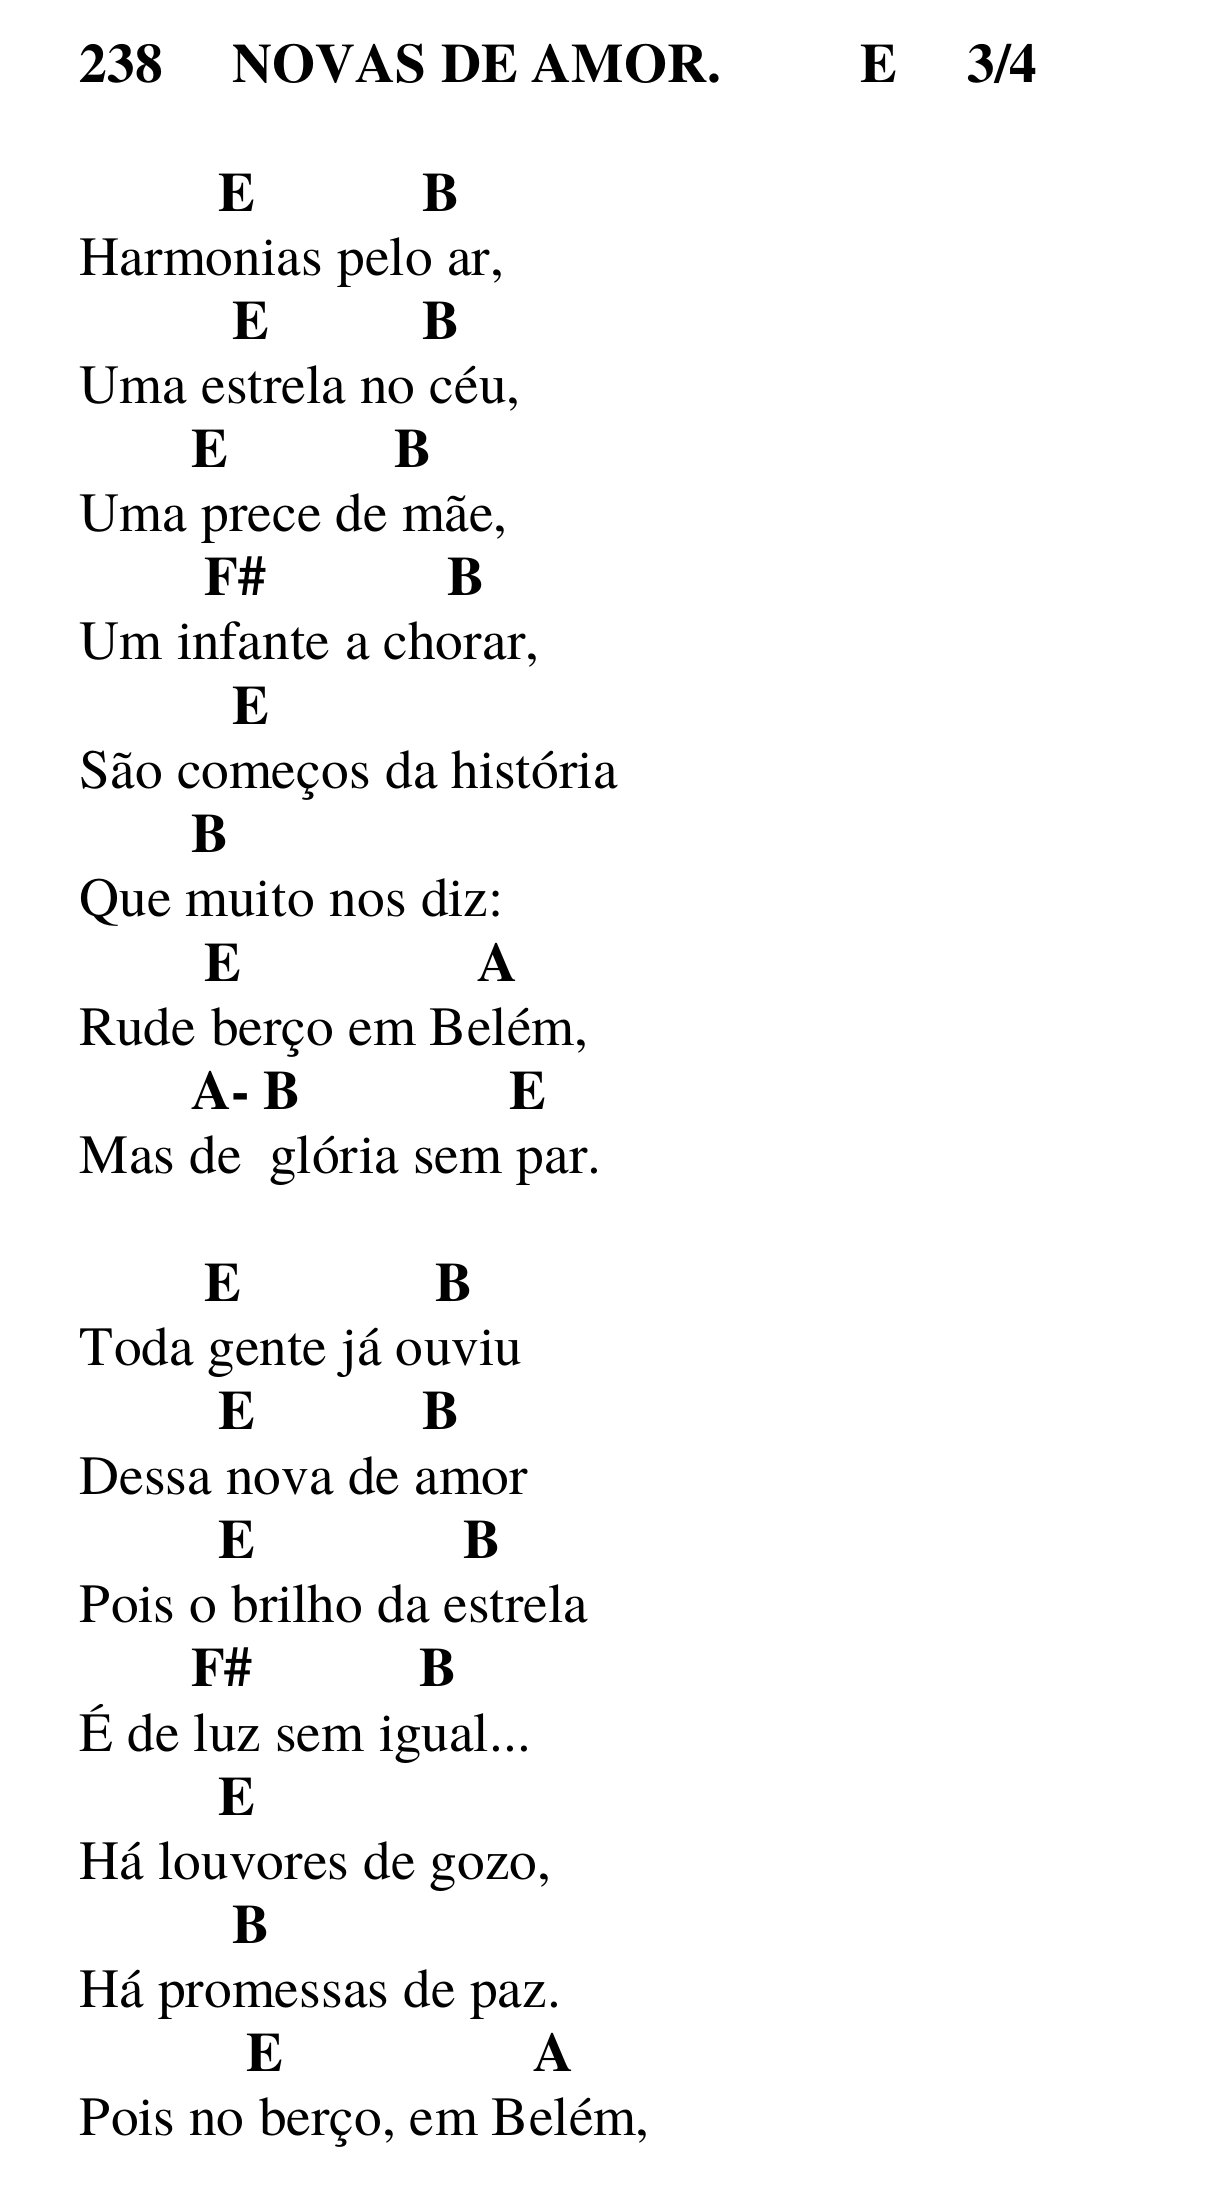 238 NOVAS DE AMOR. E 3/4
E B
Harmonias pelo ar,
E B
Uma estrela no céu,
E B
Uma prece de mãe,
F# B
Um infante a chorar,
E
São começos da história
B
Que muito nos diz:
E A
Rude berço em Belém,
A- B E
Mas de glória sem par.
E B
Toda gente já ouviu
E B
Dessa nova de amor
E B
Pois o brilho da estrela
F# B
É de luz sem igual...
E
Há louvores de gozo,
B
Há promessas de paz.
E A
Pois no berço, em Belém,